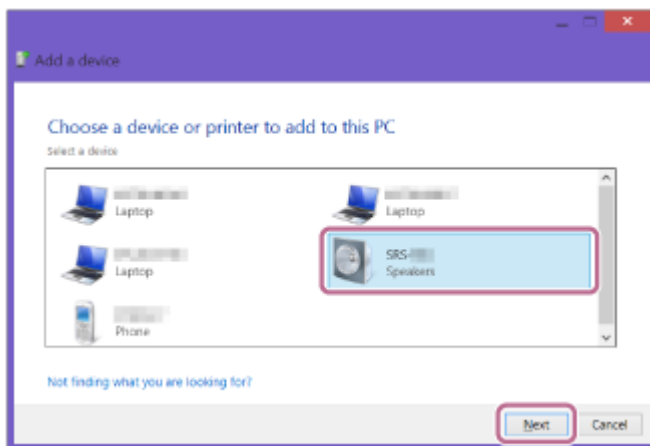 Add a device
Choose a device or printer to add to this PC
Select a device
Laptop
Laptop
Laptop
SRS-
Speakers
Phone
Not finding what you are looking for?
Next
Cancel